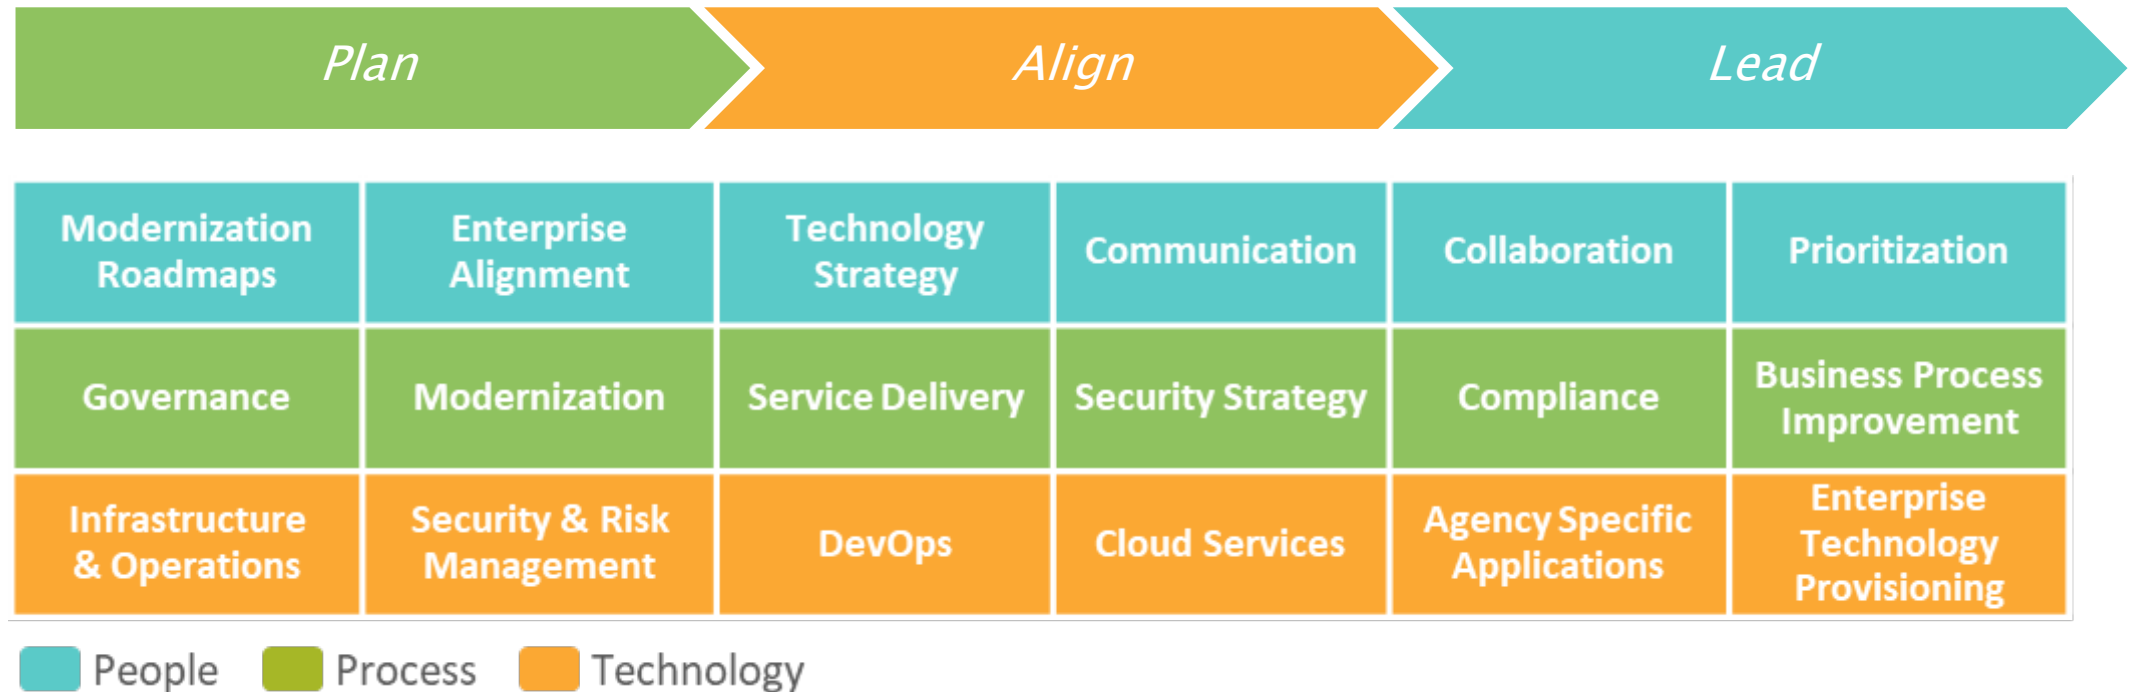 Plan
Align
Lead
Modernization
Roadmaps
Enterprise
Alignment
Technology
Strategy
Communication
Collaboration
Prioritization
Governance
Modernization
Service Delivery
Security Strategy
Compliance
Business Process
Improvement
Infrastructure
& Operations
Security & Risk
Management
DevOps
Cloud Services
Agency Specific
Applications
Enterprise
Technology
Provisioning
People
Process
Technology